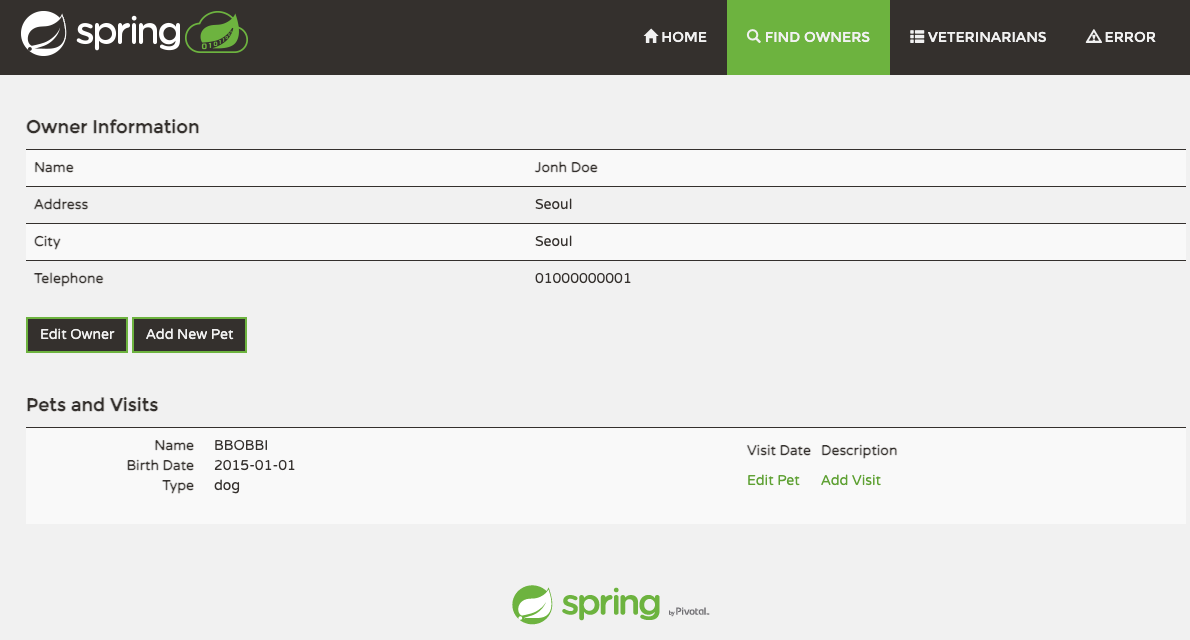 spring
HOME FIND OWNERS VETERINARIANS ERROR
Owner Information
Name Jonh Doe
Address Seoul
City Seoul
Telephone 01000000001
Edit Owner Add New Pet
Pets and Visits
Name BBOBBI
Birth Date 2015-01-01
Type dog
Visit Date Description
Edit Pet Add Visit
spring by Pivotal.